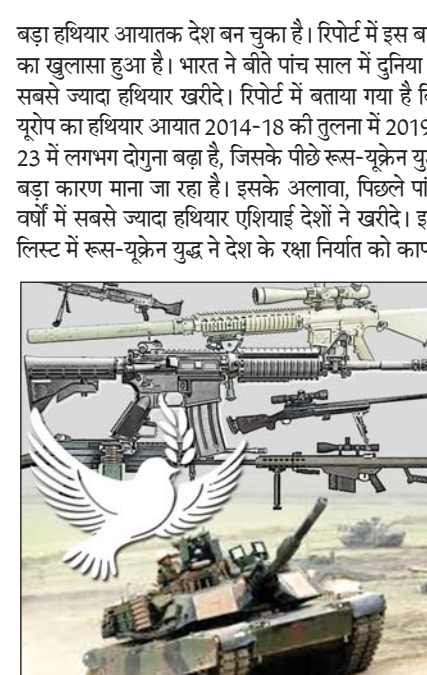 बड़ा हथियार आयातक देश बन चुका है। रिपोर्ट में इस बा
का खुलासा हुआ है। भारत ने बीते पांच साल में दुनिया
सबसे ज्यादा हथियार खरीदे। रिपोर्ट में बताया गया है कि
यूरोप का हथियार आयात 2014-18 की तुलना में 2019
23 में लगभग दोगुना बढ़ा है, जिसके पीछे रूस-यूक्रेन यु
बड़ा कारण माना जा रहा है। इसके अलावा, पिछले पां
वर्षों में सबसे ज्यादा हथियार एशियाई देशों ने खरीदे। इ
लिस्ट में रूस-यूक्रेन युद्ध ने देश के रक्षा निर्यात को काफ